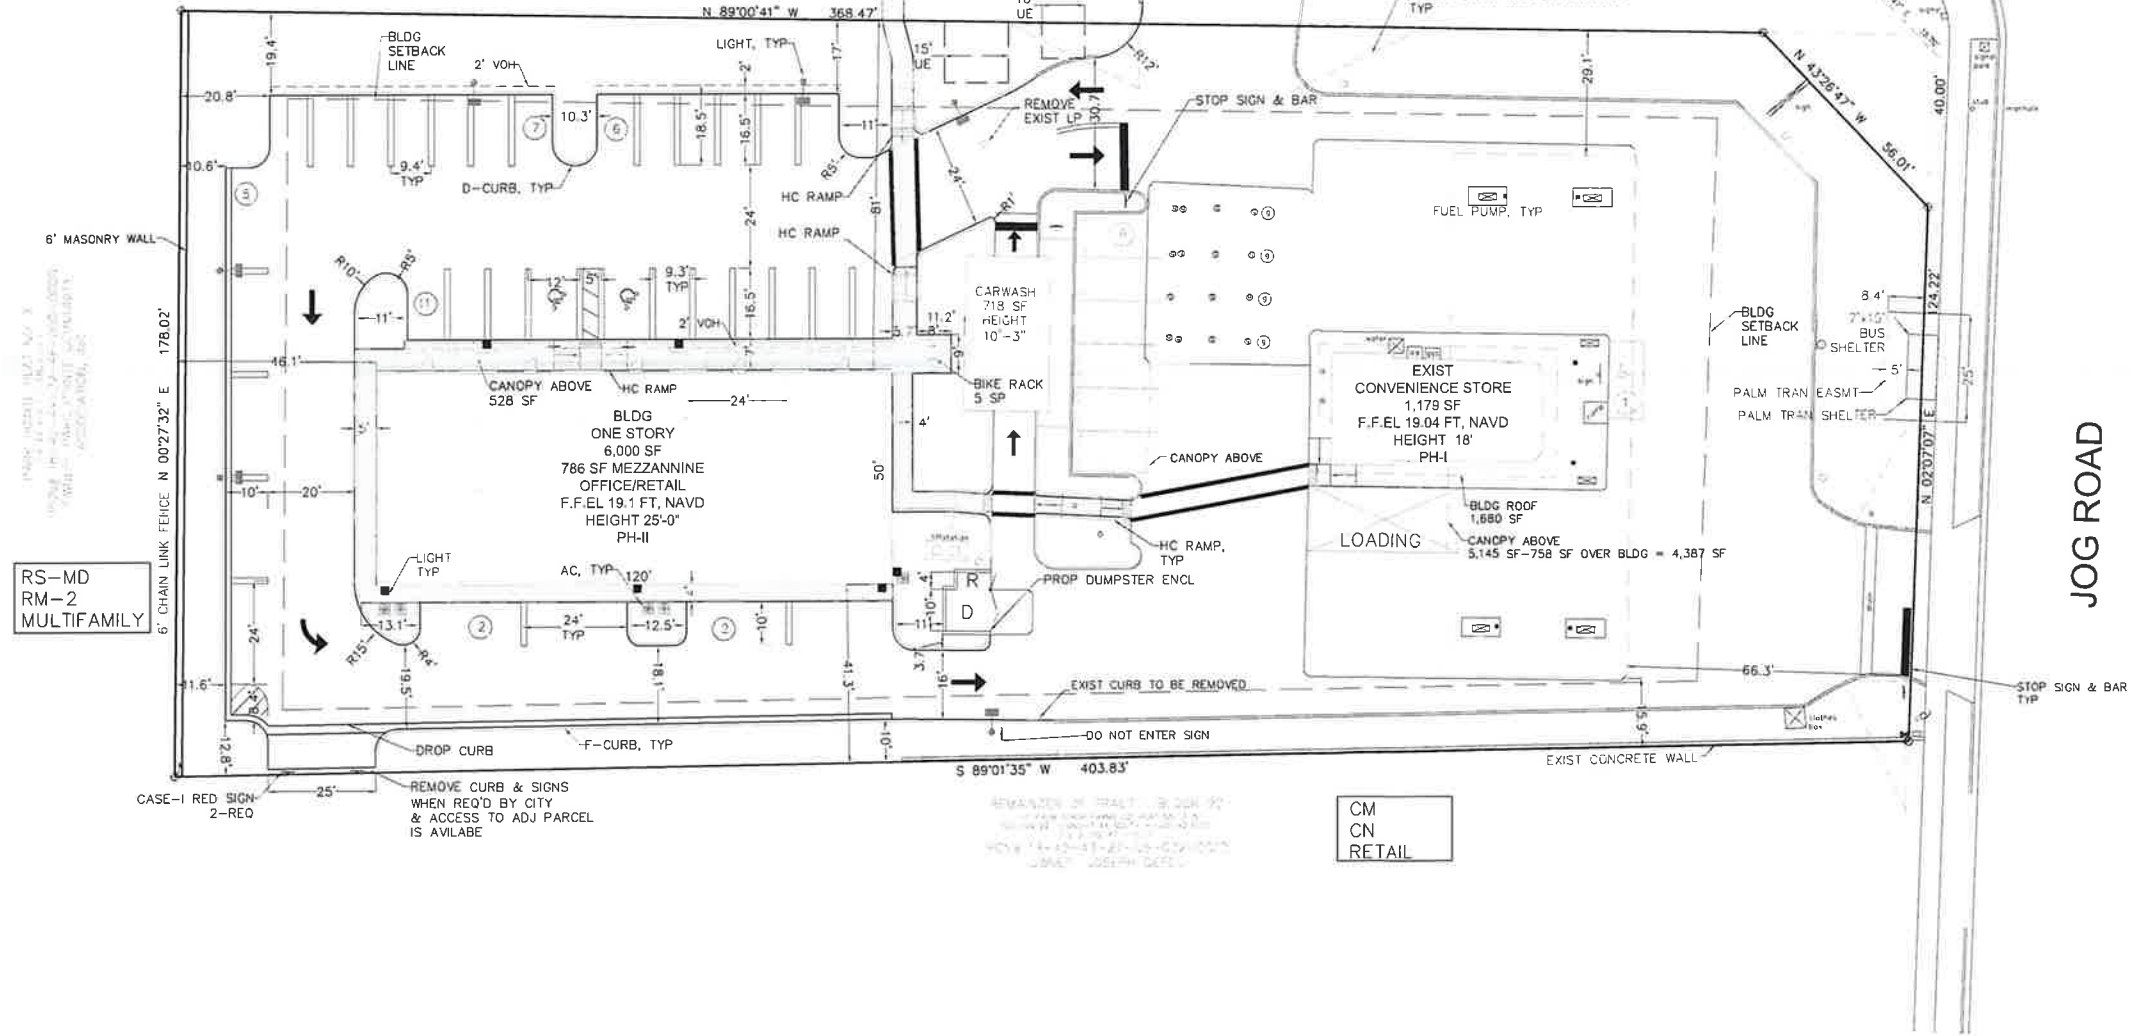 N 89°00'41" W 368.47'
UE
TYP
BLDG
SETBACK
LINE
19.4'
2' VOH
LIGHT, TYP
2'
17'
15'
UE
R12'
29.1'
N 43°26'47" W
56.01'
40.00'
20.8'
10.3'
7
6
18.5'
16.5'
11'
REMOVE
EXIST LP
30.7'
STOP SIGN & BAR
10.6'
9.4'
TYP
D-CURB, TYP
R5'
HC RAMP
24'
5
24'
81'
R1'
FUEL PUMP, TYP
6' MASONRY WALL
HC RAMP
9
9
9
9
R10'
R5'
11'
11
12'
5'
9.3'
TYP
16.5'
2' VOH
CARWASH
718 SF
HEIGHT
10'-3"
11.2'
8'
9'
7'
8.4'
124.22'
BUS
SHELTER
BLDG
SETBACK
LINE
5'
25'
PALM TRAN EASMT
PALM TRAN SHELTER
N 02°07'07" E
6' CHAIN LINK FENCE N 00°27'32" E 178.02'
46.1'
CANOPY ABOVE
528 SF
HC RAMP
24'
BIKE RACK
5 SP
4'
50'
BLDG
ONE STORY
6,000 SF
786 SF MEZZANNINE
OFFICE/RETAIL
F.F.EL 19.1 FT, NAVD
HEIGHT 25'-0"
PH-II
EXIST
CONVENIENCE STORE
1,179 SF
F.F.EL 19.04 FT, NAVD
HEIGHT 18'
PH-I
CANOPY ABOVE
BLDG ROOF
1,680 SF
LOADING
CANOPY ABOVE
5,145 SF-758 SF OVER BLDG = 4,387 SF
JOG ROAD
10'
20'
LIGHT
TYP
AC, TYP
120'
HC RAMP,
TYP
PROP DUMPSTER ENCL
R
D
4'
10'
11'
RS-MD
RM-2
MULTIFAMILY
24'
13.1'
2
24'
TYP
12.5'
2
10'
R15'
R4'
19.5'
18.1'
41.3'
3.7'
16'
11.6'
8.4'
EXIST CURB TO BE REMOVED
66.3'
15.9'
STOP SIGN & BAR
TYP
12.8'
DROP CURB
F-CURB, TYP
10'
DO NOT ENTER SIGN
EXIST CONCRETE WALL
S 89°01'35" W 403.83'
CASE-I RED SIGN
2-REQ
25'
REMOVE CURB & SIGNS
WHEN REQ'D BY CITY
& ACCESS TO ADJ PARCEL
IS AVILABE
CM
CN
RETAIL